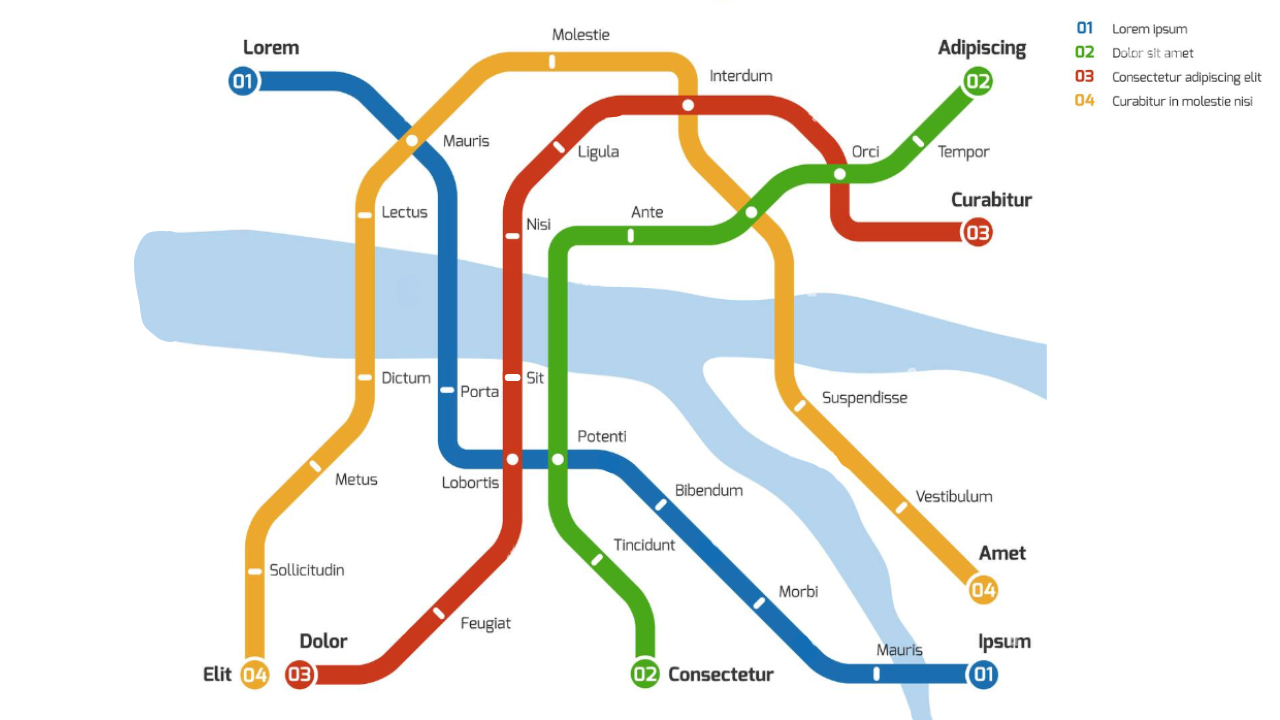 Molestie
Lorem
01
Adipiscing
02
Interdum
Mauris
Ligula
Orci
Tempor
Lectus
Nisi
Ante
Curabitur
03
Dictum
Porta
Sit
Suspendisse
Potenti
Metus
Lobortis
Bibendum
Vestibulum
Tincidunt
Amet
04
Sollicitudin
Morbi
Feugiat
Dolor
03
Mauris
Ipsum
01
Elit
04
02
Consectetur
01 Lorem Ipsum
02 Dolor sit amet
03 Consectetur adipiscing elit
04 Curabitur in molestie nisi